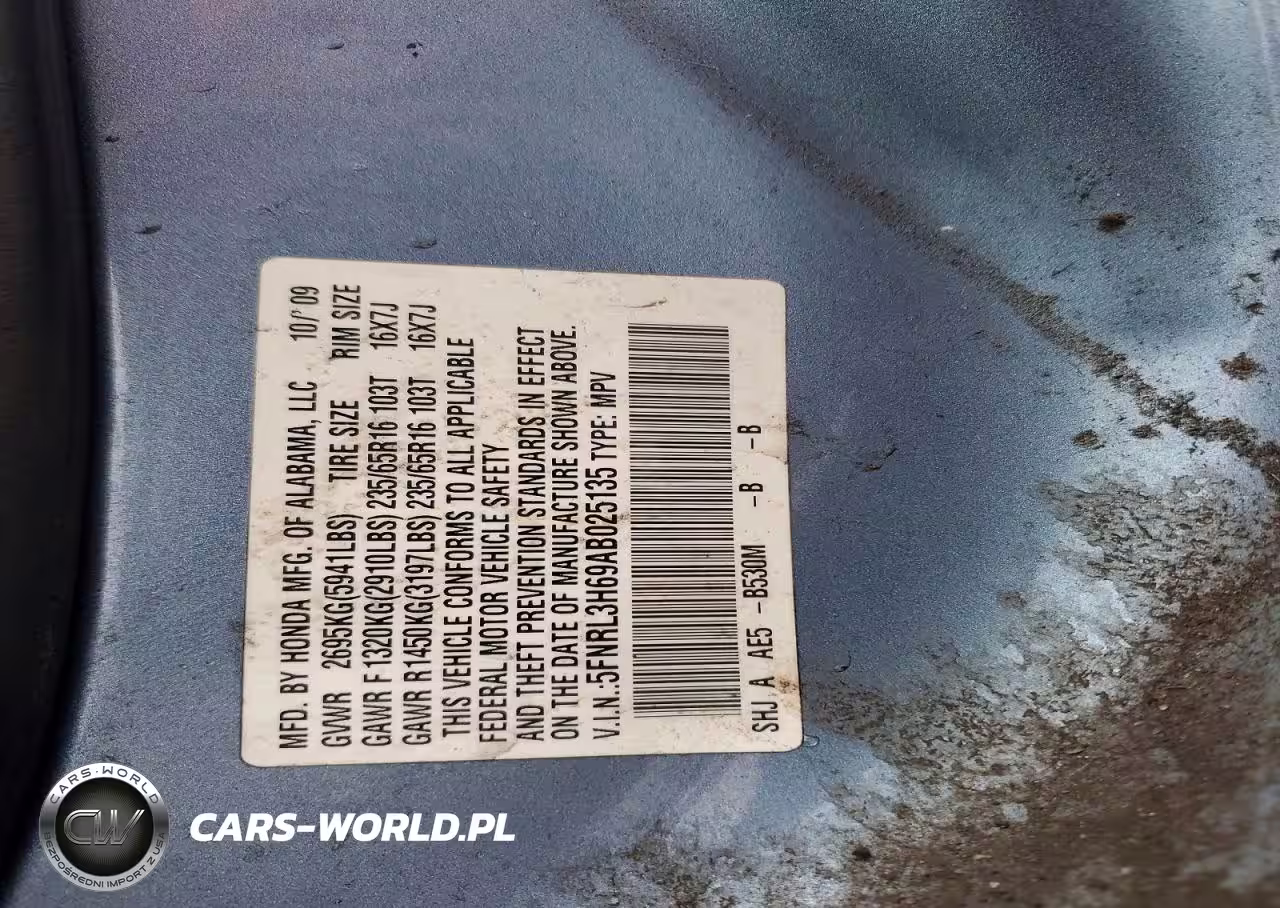 MFD. BY HONDA MFG. OF ALABAMA, LLC 10/'09
GVWR 2695KG(5941LBS) TIRE SIZE RIM SIZE
GAWR F 1320KG(2910LBS) 235/65R16 103T 16X7J
GAWR R 1450KG(3197LBS) 235/65R16 103T 16X7J
THIS VEHICLE CONFORMS TO ALL APPLICABLE
FEDERAL MOTOR VEHICLE SAFETY
AND THEFT PREVENTION STANDARDS IN EFFECT
ON THE DATE OF MANUFACTURE SHOWN ABOVE.
V.I.N.:5FNRL3H69AB025135 TYPE: MPV
SHJ A AE5 -B530M -B -B
CARS-WORLD
CW
BEZPOŚREDNI IMPORT Z USA
CARS-WORLD.PL